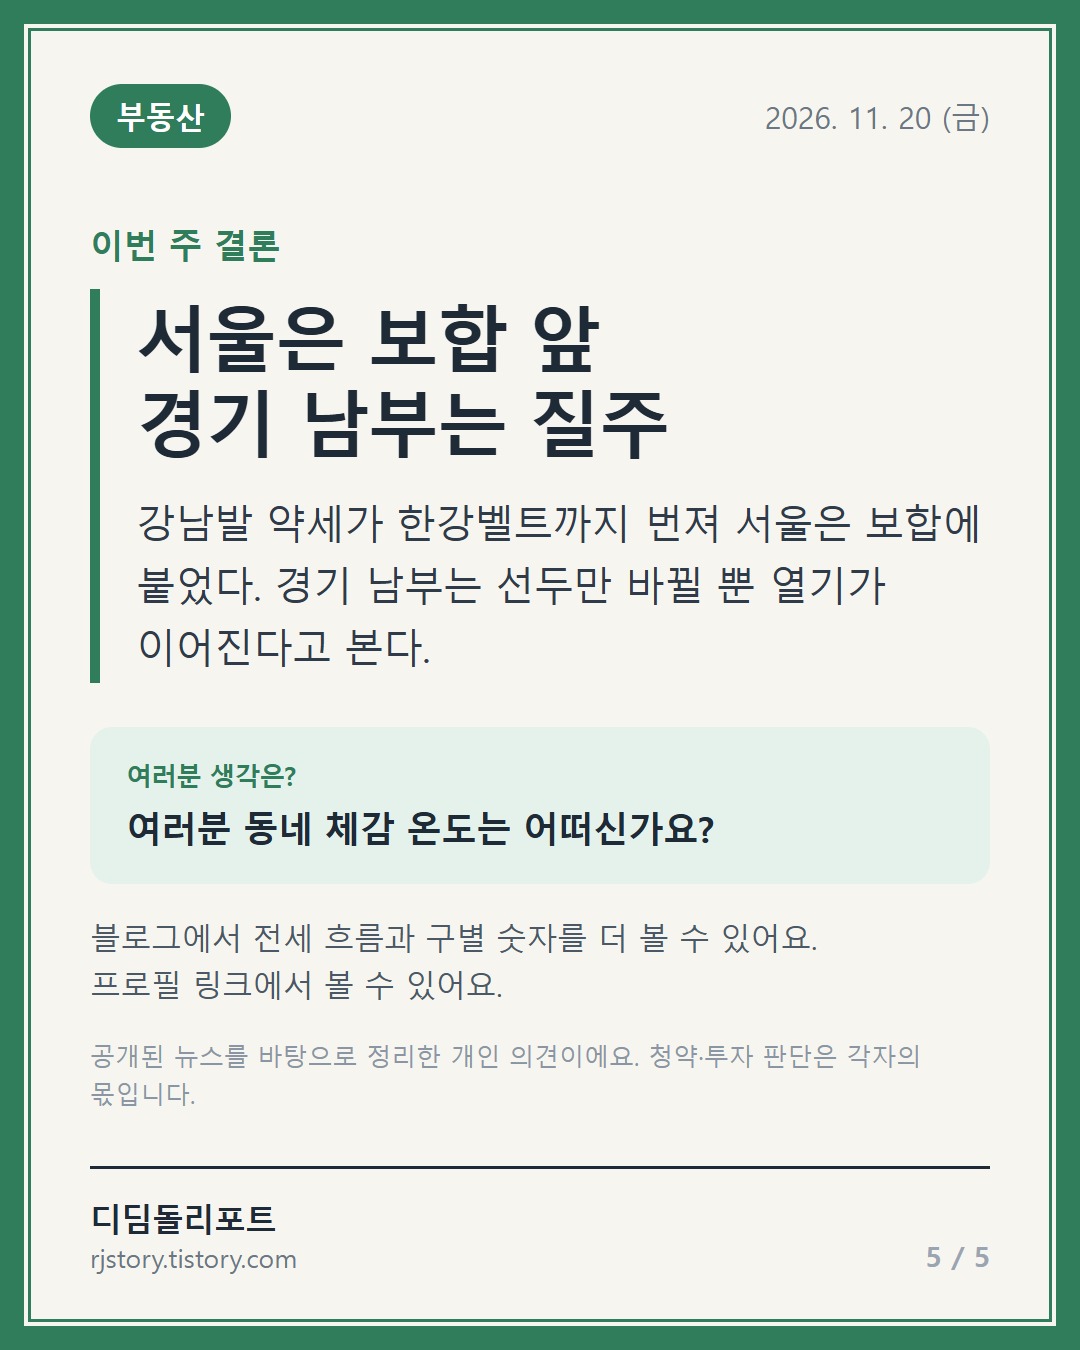 부동산
2026. 11. 20 (금)
이번 주 결론
서울은 보합 앞
경기 남부는 질주
강남발 약세가 한강벨트까지 번져 서울은 보합에
붙었다. 경기 남부는 선두만 바뀔 뿐 열기가
이어진다고 본다.
여러분 생각은?
여러분 동네 체감 온도는 어떠신가요?
블로그에서 전세 흐름과 구별 숫자를 더 볼 수 있어요.
프로필 링크에서 볼 수 있어요.
공개된 뉴스를 바탕으로 정리한 개인 의견이에요. 청약·투자 판단은 각자의
몫입니다.
디딤돌리포트
rjstory.tistory.com
5 / 5